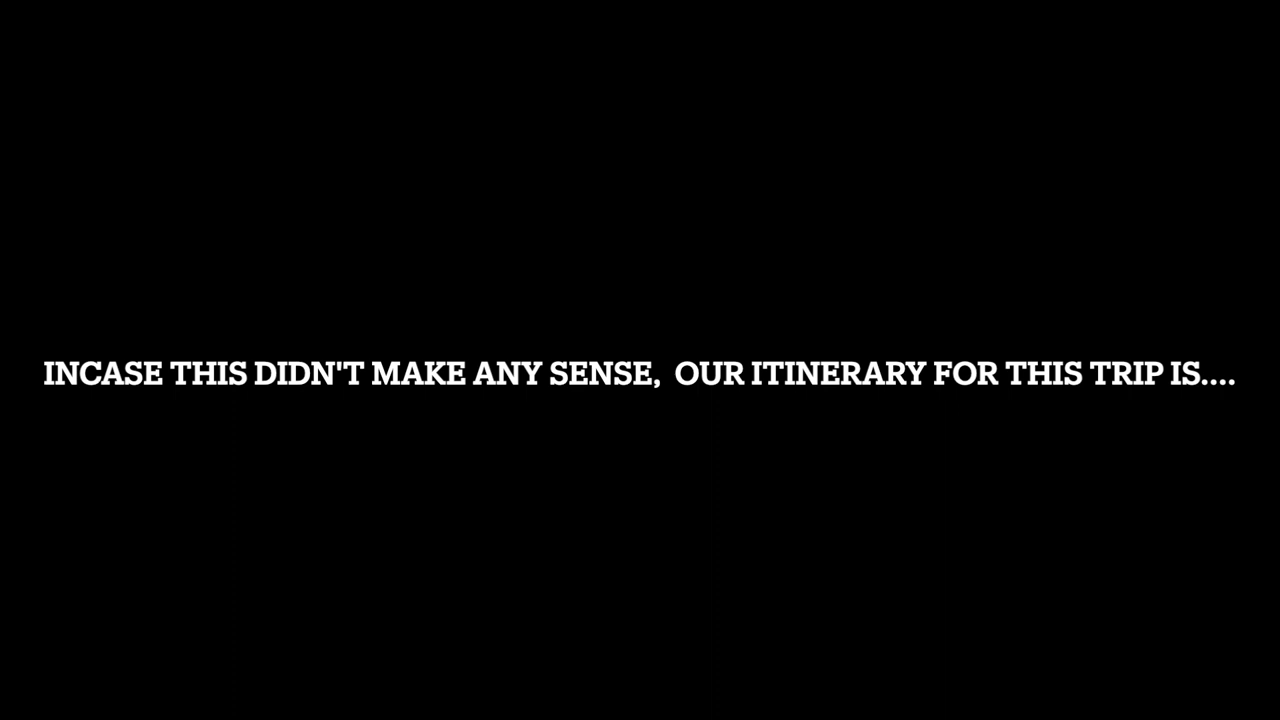 INCASE THIS DIDN'T MAKE ANY SENSE,  OUR ITINERARY FOR THIS TRIP IS....